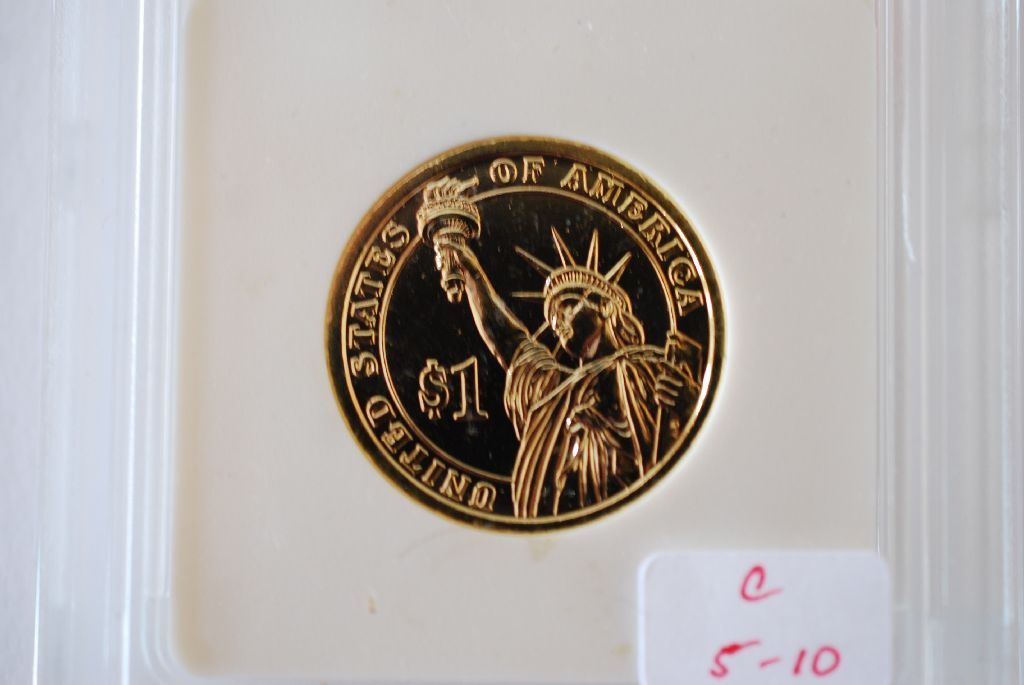 UNITED STATES OF AMERICA
$1
C
5-10